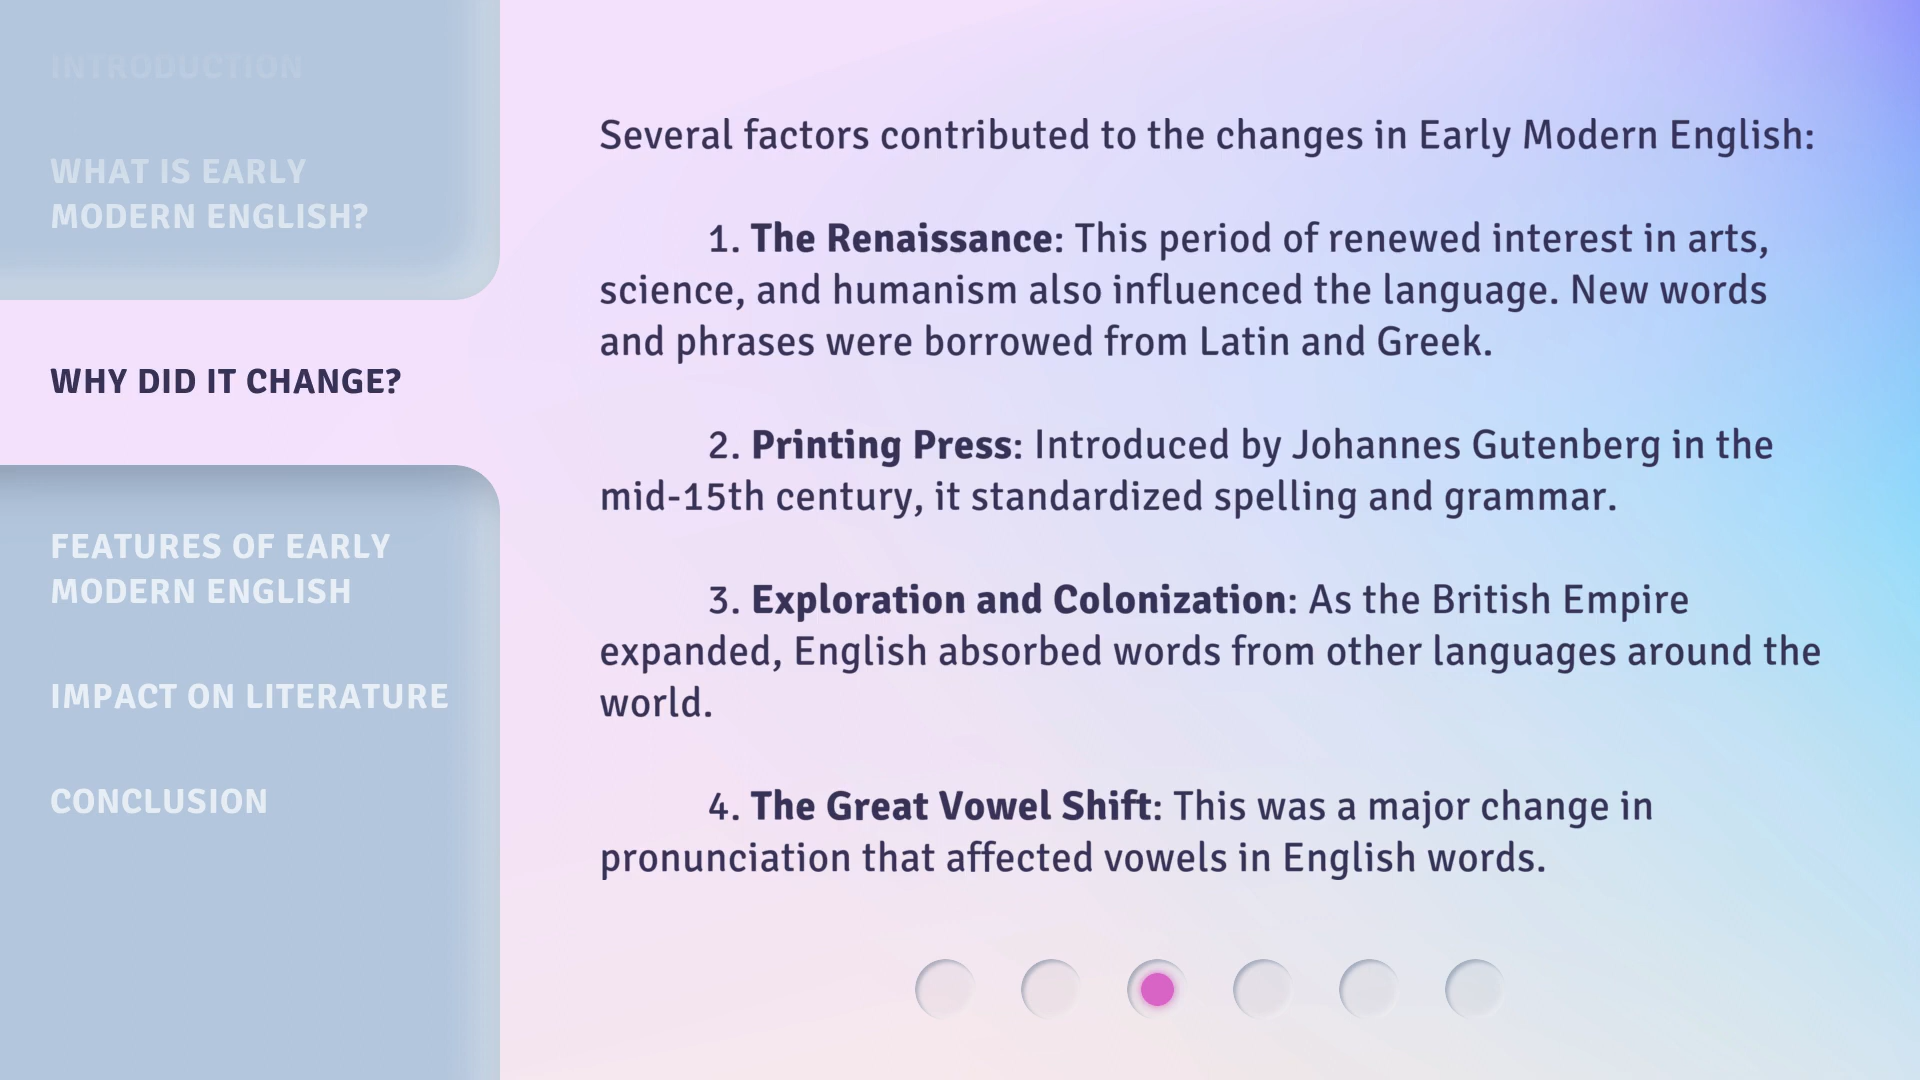 INTRODUCTION
WHAT IS EARLY
MODERN ENGLISH?
WHY DID IT CHANGE?
FEATURES OF EARLY
MODERN ENGLISH
IMPACT ON LITERATURE
CONCLUSION
Several factors contributed to the changes in Early Modern English:
1. The Renaissance: This period of renewed interest in arts,
science, and humanism also influenced the language. New words
and phrases were borrowed from Latin and Greek.
2. Printing Press: Introduced by Johannes Gutenberg in the
mid-15th century, it standardized spelling and grammar.
3. Exploration and Colonization: As the British Empire
expanded, English absorbed words from other languages around the
world.
4. The Great Vowel Shift: This was a major change in
pronunciation that affected vowels in English words.